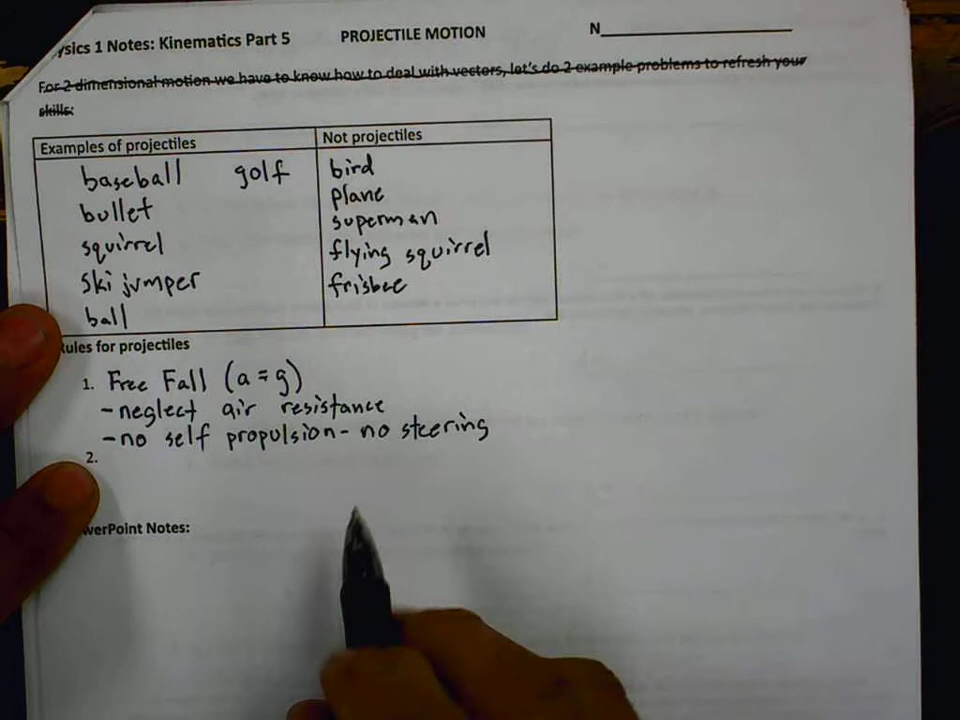 ysics 1 Notes: Kinematics Part 5 PROJECTILE MOTION N
For 2 dimensional motion we have to know how to deal with vectors, let's do 2 example problems to refresh your
skills:
Examples of projectiles Not projectiles
baseball golf bird
bullet plane
squirrel superman
ski jumper flying squirrel
ball frisbee
ules for projectiles
1. Free Fall (a = g)
- neglect air resistance
- no self propulsion - no steering
2.
werPoint Notes: